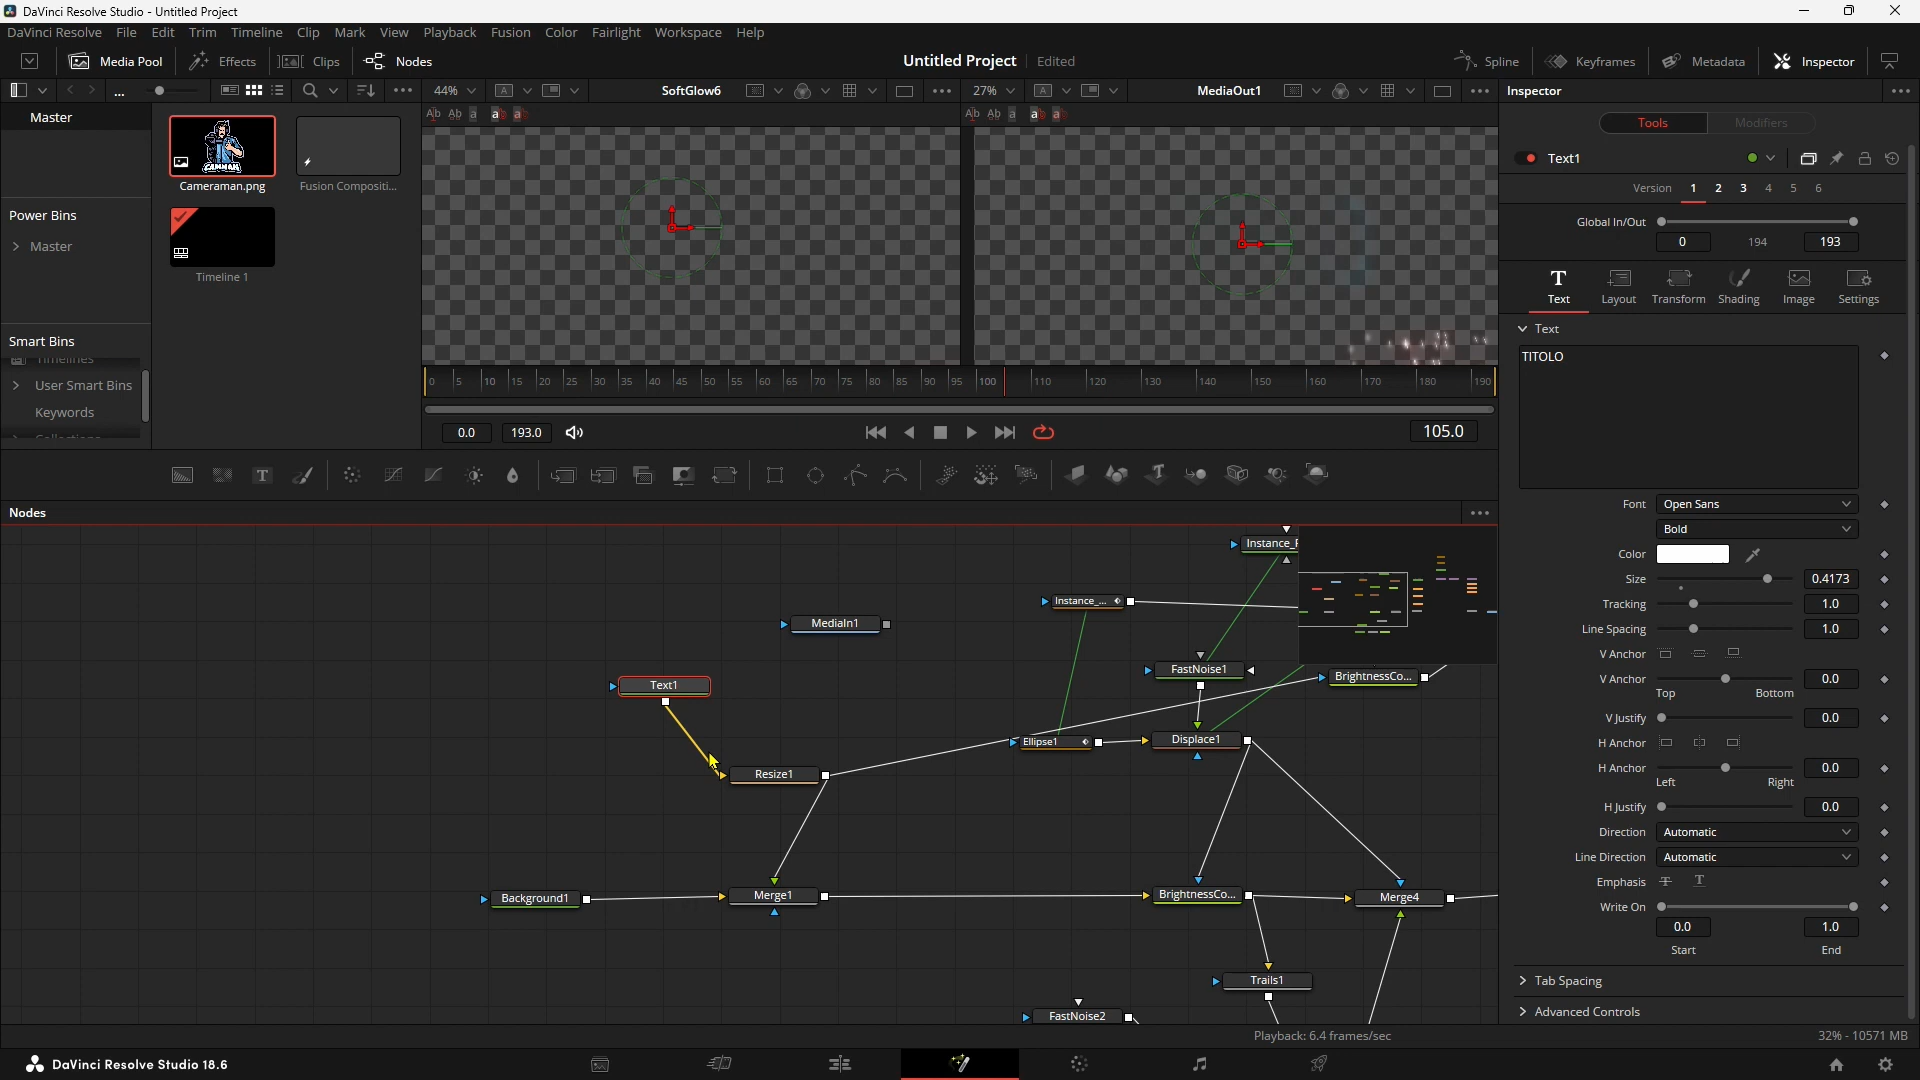 DaVinci Resolve Studio - Untitled Project
DaVinci Resolve File Edit Trim Timeline Clip Mark View Playback Fusion Color Fairlight Workspace Help
Media Pool Effects Clips Nodes Untitled Project Edited Spline Keyframes Metadata Inspector
... 44% SoftGlow6 27% MediaOut1 Inspector
Master
Tools Modifiers
Text1
Cameraman.png Fusion Compositi...
Version 1 2 3 4 5 6
Power Bins
Global In/Out
Master
0 194 193
Timeline 1
Text Layout Transform Shading Image Settings
Smart Bins
Timelines
User Smart Bins
Keywords
Collections
Text
TITOLO
0 5 10 15 20 25 30 35 40 45 50 55 60 65 70 75 80 85 90 95 100 110 120 130 140 150 160 170 180 190
0.0 193.0 105.0
Nodes
Font Open Sans
Bold
Color
Size 0.4173
Tracking 1.0
Line Spacing 1.0
V Anchor
V Anchor 0.0
Top Bottom
V Justify 0.0
H Anchor
H Anchor 0.0
Left Right
H Justify 0.0
Direction Automatic
Line Direction Automatic
Emphasis
Write On
0.0 1.0
Start End
Tab Spacing
Advanced Controls
Instance_F
Instance_...
MediaIn1
FastNoise1
BrightnessCo...
Text1
Ellipse1
Displace1
Resize1
Background1
Merge1
BrightnessCo...
Merge4
Trails1
FastNoise2
Playback: 6.4 frames/sec 32% - 10571 MB
DaVinci Resolve Studio 18.6